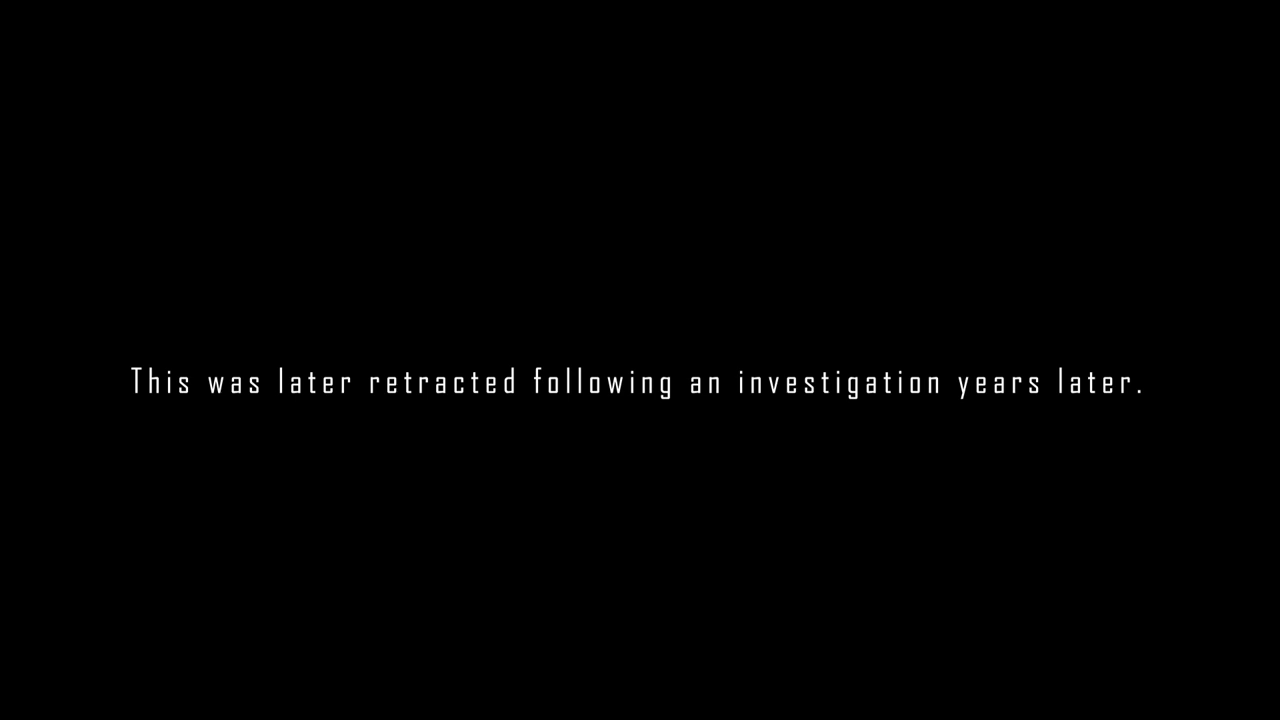 This was later retracted following an investigation years later.